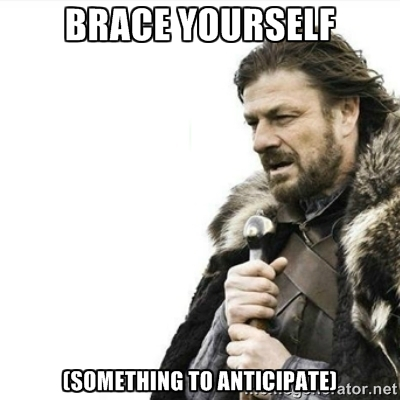 BRACE YOURSELF
(SOMETHING TO ANTICIPATE)